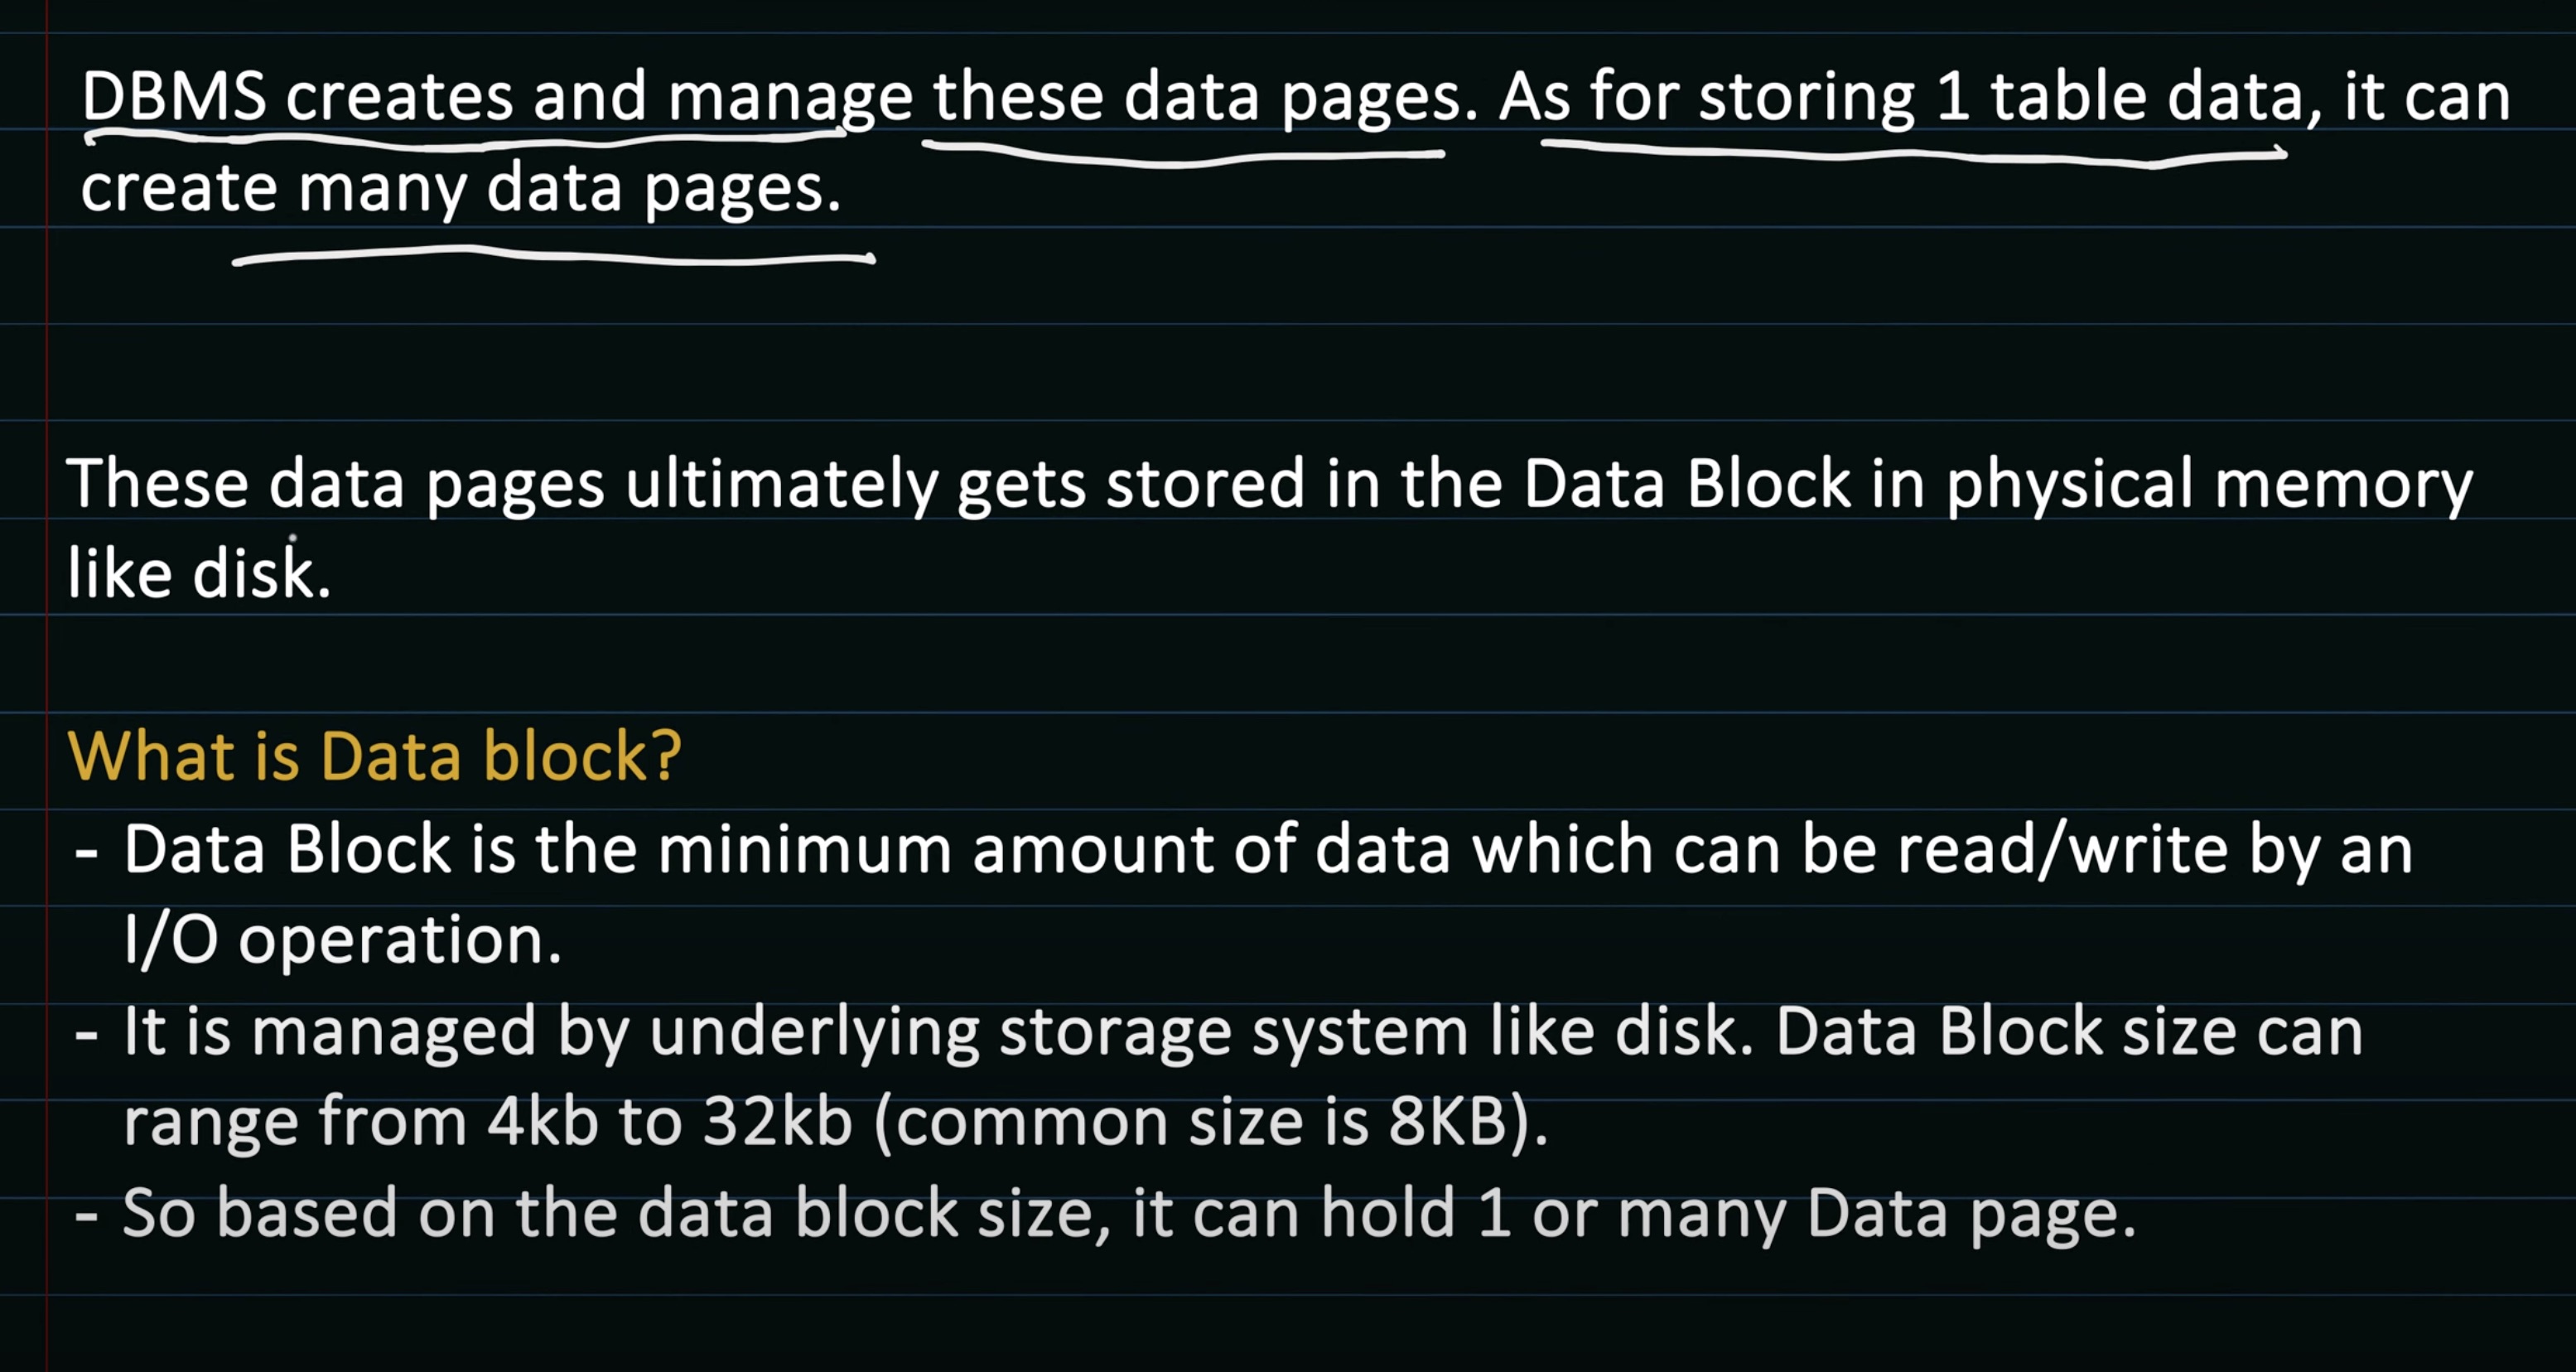 DBMS creates and manage these data pages. As for storing 1 table data, it can
create many data pages.
These data pages ultimately gets stored in the Data Block in physical memory
like disk.
What is Data block?
- Data Block is the minimum amount of data which can be read/write by an
I/O operation.
- It is managed by underlying storage system like disk. Data Block size can
range from 4kb to 32kb (common size is 8KB).
- So based on the data block size, it can hold 1 or many Data page.